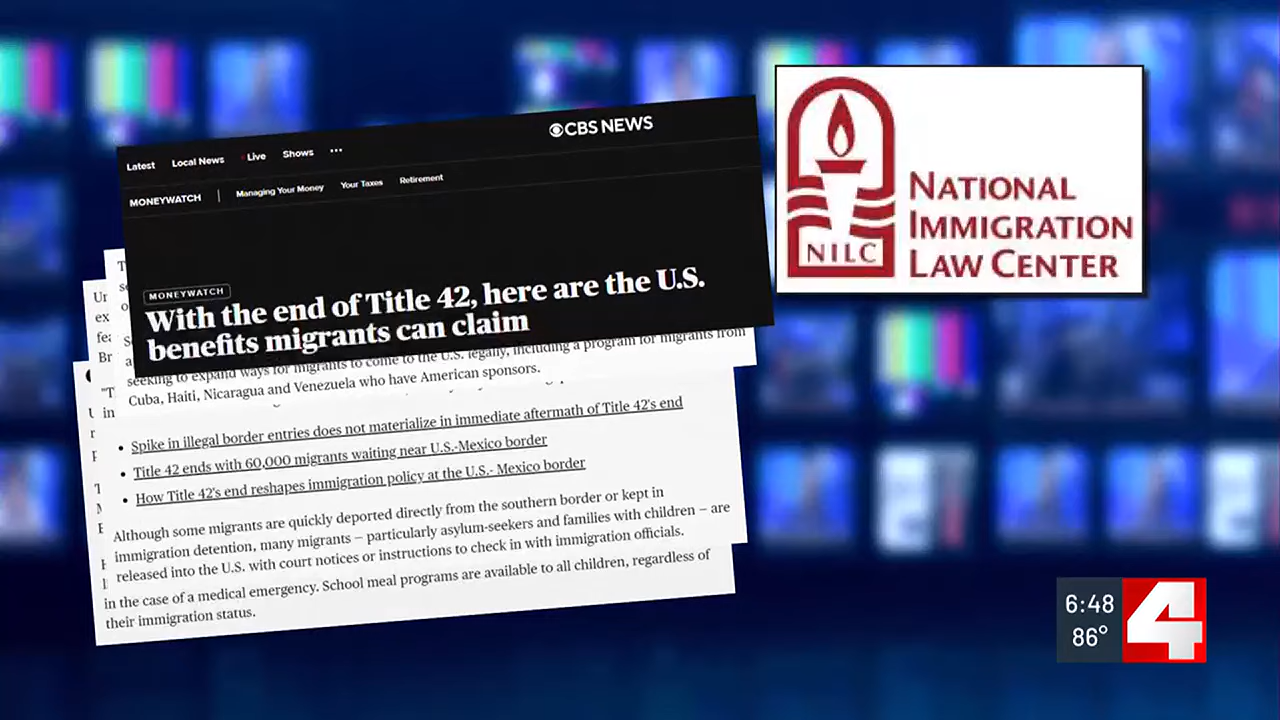 CBS NEWS
Latest Local News Live Shows ...
MONEYWATCH | Managing Your Money Your Taxes Retirement
MONEYWATCH
With the end of Title 42, here are the U.S.
benefits migrants can claim
seeking to expand ways for migrants to come to the U.S. legally, including a program for migrants from
Cuba, Haiti, Nicaragua and Venezuela who have American sponsors.
• Spike in illegal border entries does not materialize in immediate aftermath of Title 42's end
• Title 42 ends with 60,000 migrants waiting near U.S.-Mexico border
• How Title 42's end reshapes immigration policy at the U.S.- Mexico border
Although some migrants are quickly deported directly from the southern border or kept in
immigration detention, many migrants – particularly asylum-seekers and families with children – are
released into the U.S. with court notices or instructions to check in with immigration officials.
in the case of a medical emergency. School meal programs are available to all children, regardless of
their immigration status.
NILC
NATIONAL
IMMIGRATION
LAW CENTER
6:48
86°
4